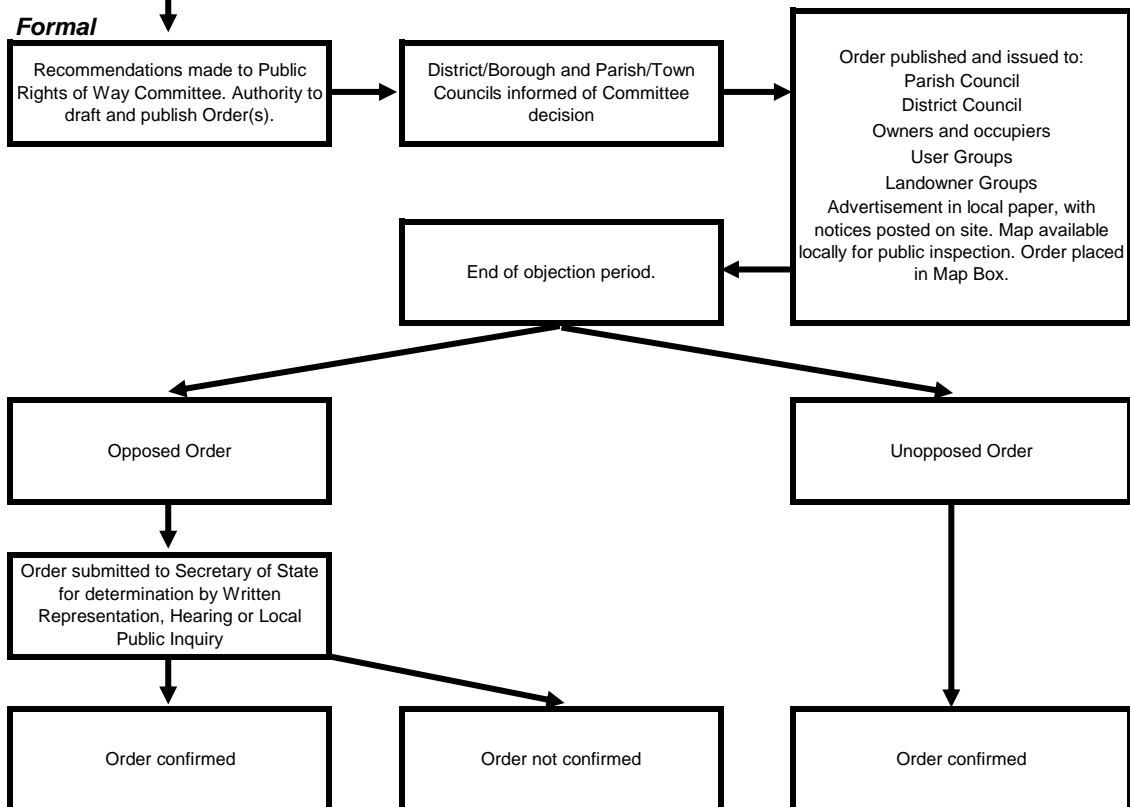 Formal
Recommendations made to Public
Rights of Way Committee. Authority to
draft and publish Order(s).
District/Borough and Parish/Town
Councils informed of Committee
decision
Order published and issued to:
Parish Council
District Council
Owners and occupiers
User Groups
Landowner Groups
Advertisement in local paper, with
notices posted on site. Map available
locally for public inspection. Order placed
in Map Box.
End of objection period.
Opposed Order
Unopposed Order
Order submitted to Secretary of State
for determination by Written
Representation, Hearing or Local
Public Inquiry
Order confirmed
Order not confirmed
Order confirmed